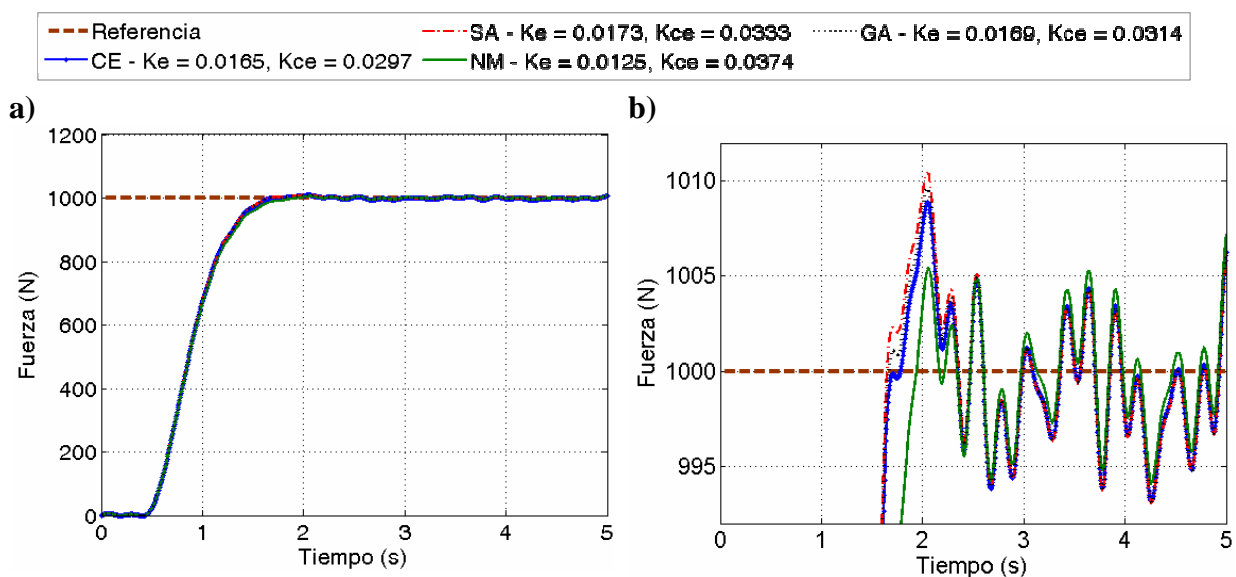 Referencia
SA - Ke = 0.0173, Kce = 0.0333
GA - Ke = 0.0169, Kce = 0.0314
CE - Ke = 0.0165, Kce = 0.0297
NM - Ke = 0.0125, Kce = 0.0374
a)
1200
1000
800
600
400
200
0
0 1 2 3 4 5
Fuerza (N)
Tiempo (s)
b)
1010
1005
1000
995
0 1 2 3 4 5
Fuerza (N)
Tiempo (s)